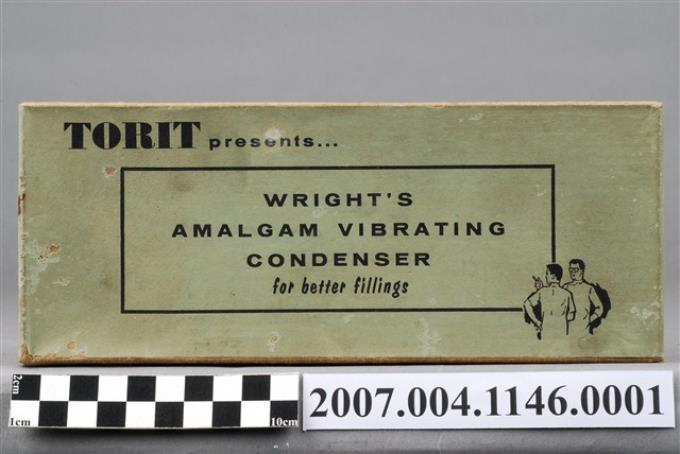 TORIT presents...
WRIGHT'S
AMALGAM VIBRATING
CONDENSER
for better fillings
2cm
1cm 10cm
2007.004.1146.0001